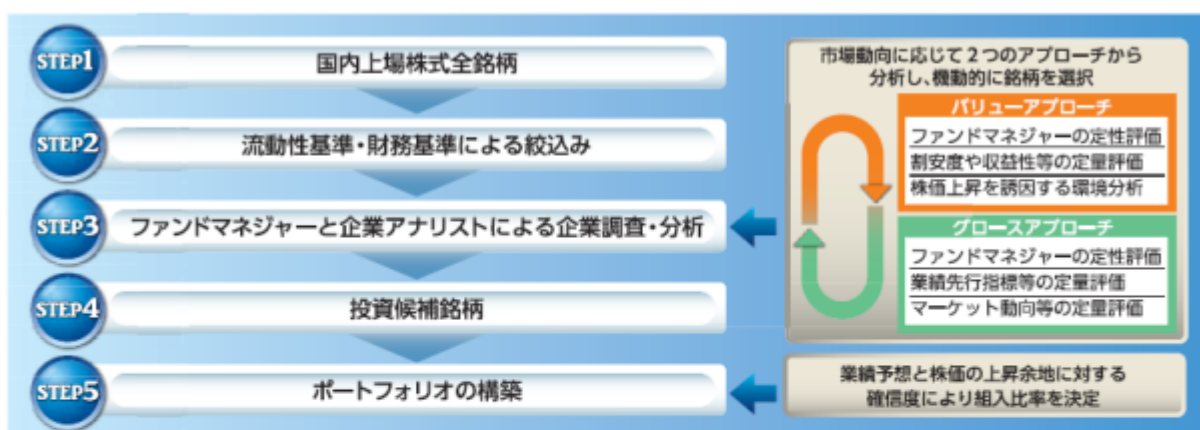 STEP1
国内上場株式全銘柄
STEP2
流動性基準・財務基準による絞込み
STEP3
ファンドマネジャーと企業アナリストによる企業調査・分析
STEP4
投資候補銘柄
STEP5
ポートフォリオの構築
市場動向に応じて2つのアプローチから
分析し、機動的に銘柄を選択
バリューアプローチ
ファンドマネジャーの定性評価
割安度や収益性等の定量評価
株価上昇を誘因する環境分析
グロースアプローチ
ファンドマネジャーの定性評価
業績先行指標等の定量評価
マーケット動向等の定量評価
業績予想と株価の上昇余地に対する
確信度により組入比率を決定